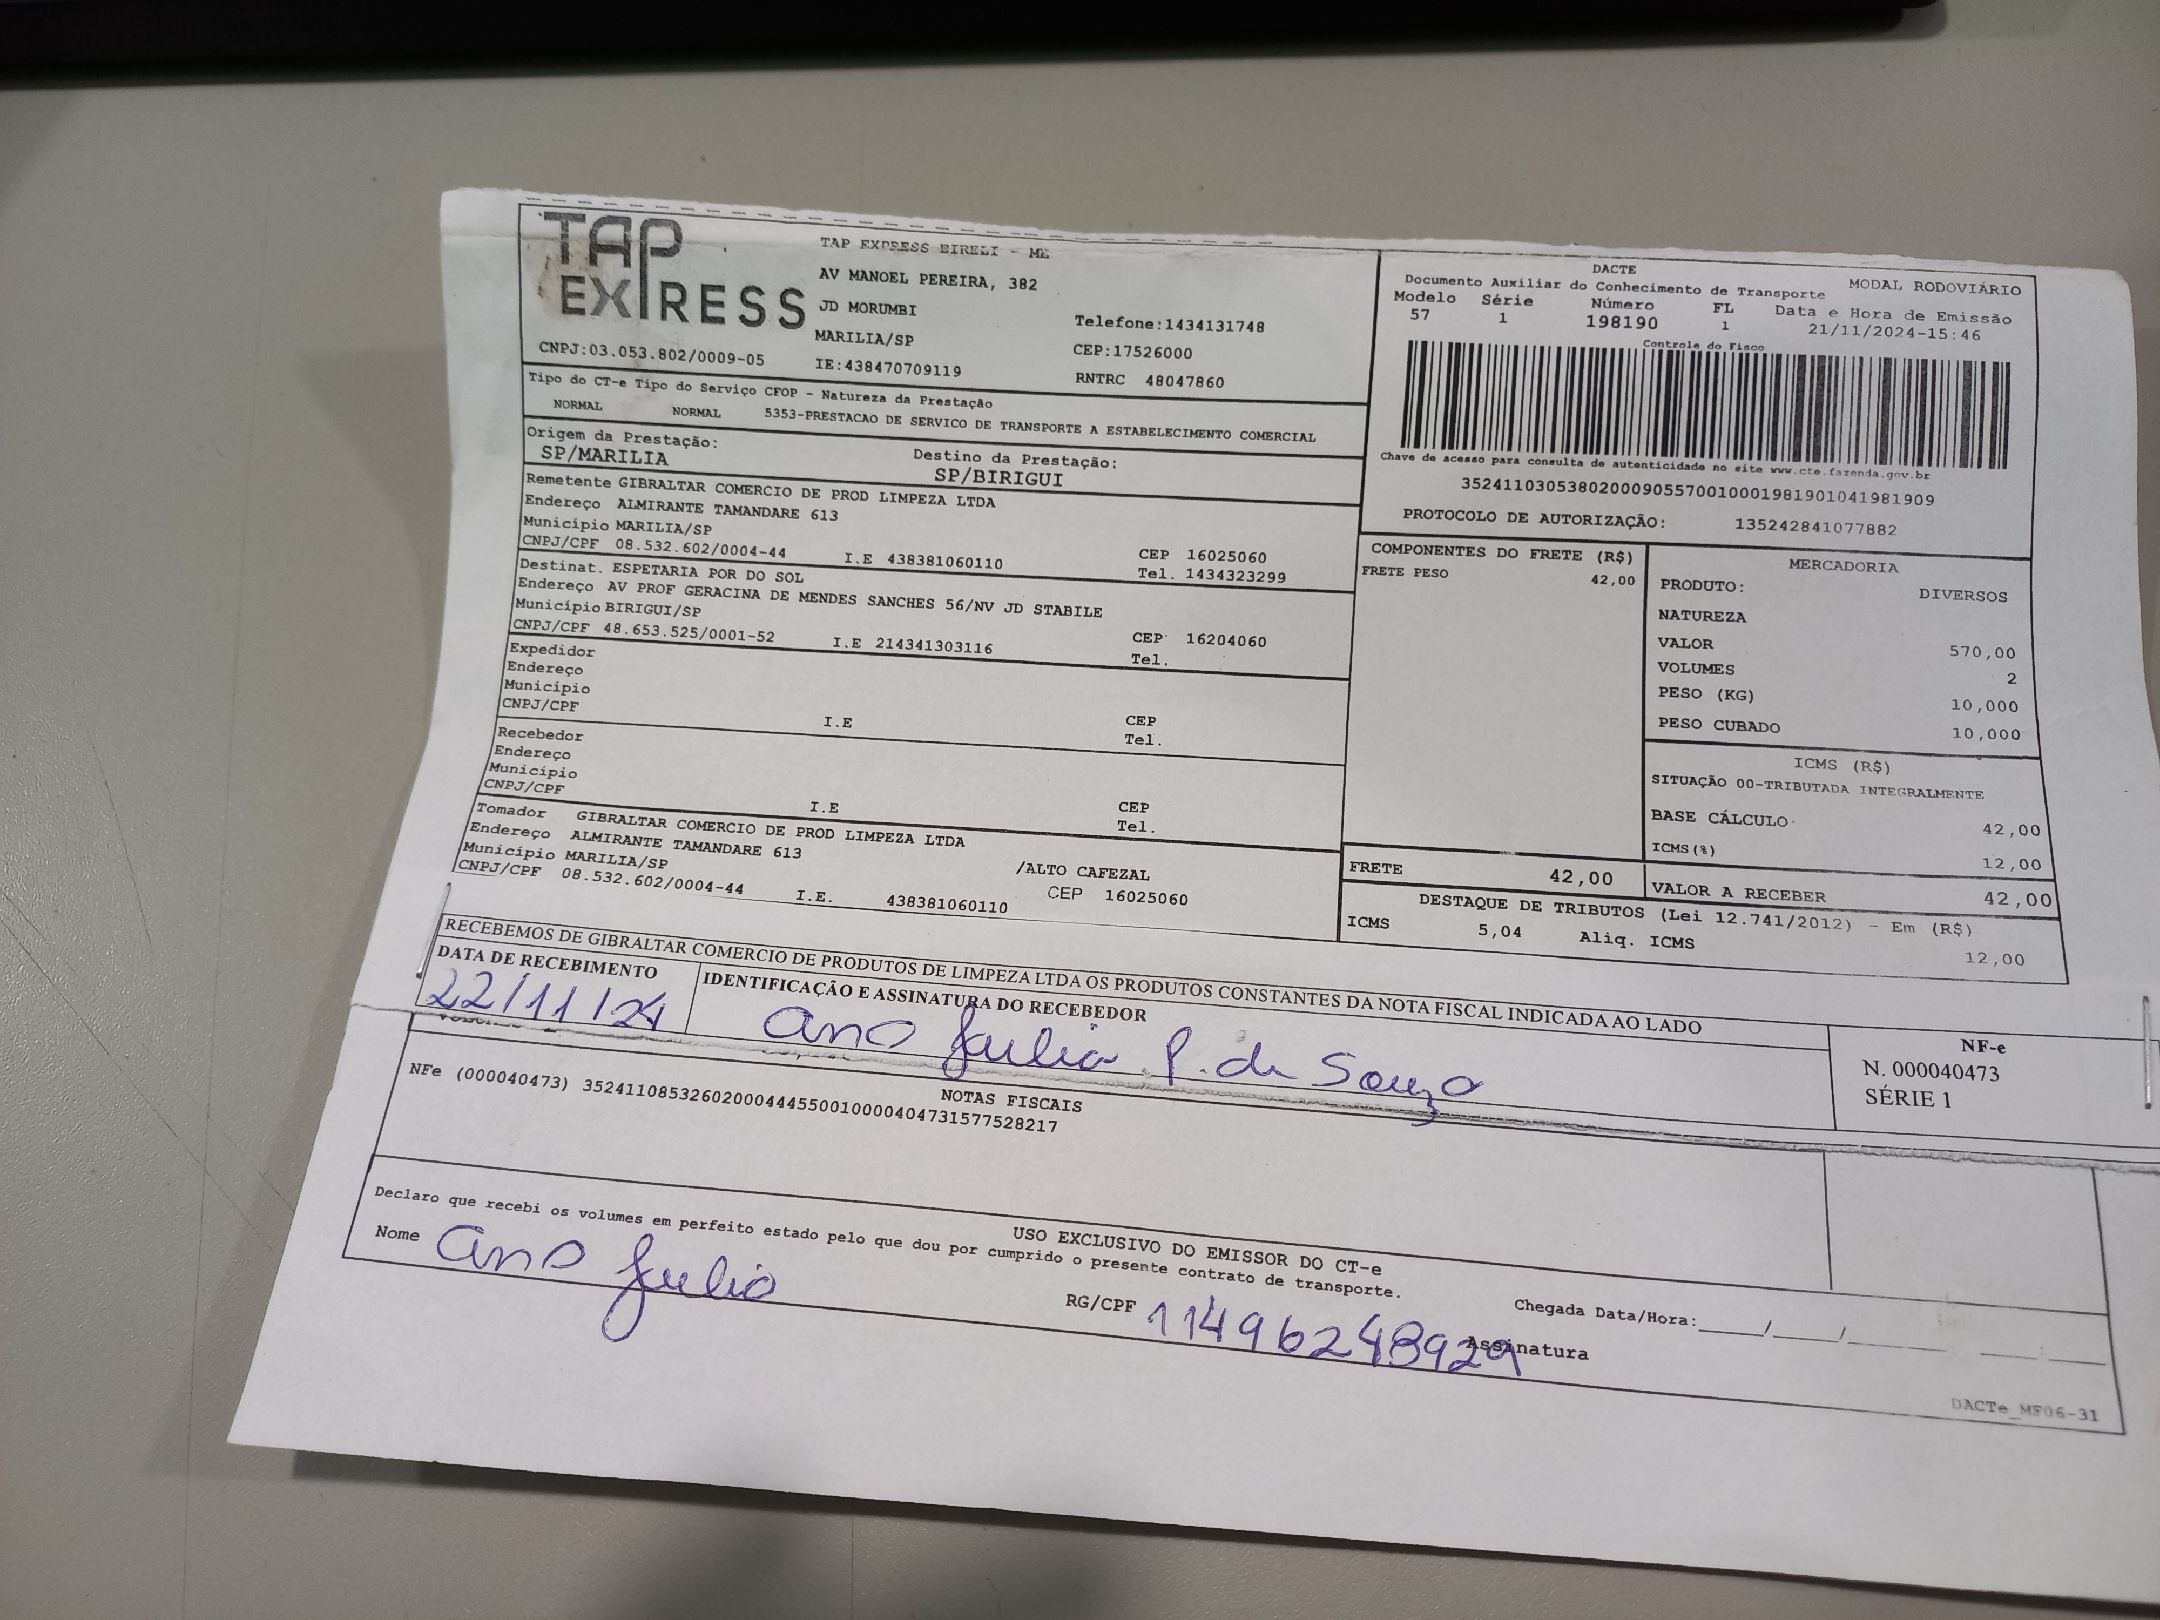 TAP
EXPRESS
TAP EXPRESS EIRELI - ME
AV MANOEL PEREIRA, 382
JD MORUMBI
MARILIA/SP
Telefone:1434131748
CEP:17526000
CNPJ:03.053.802/0009-05
IE:438470709119
RNTRC 48047860
DACTE
MODAL RODOVIÁRIO
Documento Auxiliar do Conhecimento de Transporte
Modelo Série Número FL Data e Hora de Emissão
57 1 198190 1 21/11/2024-15:46
Controle do Fisco
Chave de acesso para consulta de autenticidade no site www.cte.fazenda.gov.br
35241103053802000905570010001981901041981909
PROTOCOLO DE AUTORIZAÇÃO: 135242841077882
Tipo do CT-e Tipo do Serviço CFOP - Natureza da Prestação
NORMAL NORMAL 5353-PRESTACAO DE SERVICO DE TRANSPORTE A ESTABELECIMENTO COMERCIAL
Origem da Prestação: Destino da Prestação:
SP/MARILIA SP/BIRIGUI
Remetente GIBRALTAR COMERCIO DE PROD LIMPEZA LTDA
Endereço ALMIRANTE TAMANDARE 613
Município MARILIA/SP CEP 16025060
CNPJ/CPF 08.532.602/0004-44 I.E 438381060110 Tel. 1434323299
Destinat. ESPETARIA POR DO SOL
Endereço AV PROF GERACINA DE MENDES SANCHES 56/NV JD STABILE
Município BIRIGUI/SP CEP 16204060
CNPJ/CPF 48.653.525/0001-52 I.E 214341303116 Tel.
Expedidor
Endereço
Município CEP
CNPJ/CPF I.E Tel.
Recebedor
Endereço
Município CEP
CNPJ/CPF I.E Tel.
Tomador GIBRALTAR COMERCIO DE PROD LIMPEZA LTDA
Endereço ALMIRANTE TAMANDARE 613 /ALTO CAFEZAL
Município MARILIA/SP CEP 16025060
CNPJ/CPF 08.532.602/0004-44 I.E. 438381060110
COMPONENTES DO FRETE (R$)
FRETE PESO 42,00
MERCADORIA
PRODUTO: DIVERSOS
NATUREZA
VALOR 570,00
VOLUMES 2
PESO (KG) 10,000
PESO CUBADO 10,000
ICMS (R$)
SITUAÇÃO 00-TRIBUTADA INTEGRALMENTE
BASE CÁLCULO 42,00
ICMS(%) 12,00
FRETE 42,00
VALOR A RECEBER 42,00
DESTAQUE DE TRIBUTOS (Lei 12.741/2012) - Em (R$)
ICMS 5,04 Aliq. ICMS 12,00
RECEBEMOS DE GIBRALTAR COMERCIO DE PRODUTOS DE LIMPEZA LTDA OS PRODUTOS CONSTANTES DA NOTA FISCAL INDICADA AO LADO
DATA DE RECEBIMENTO
22/11/24
IDENTIFICAÇÃO E ASSINATURA DO RECEBEDOR
Ana Julia P. de Souza
NF-e
N. 000040473
SÉRIE 1
NOTAS FISCAIS
NFe (000040473) 35241108532602000444550010000404731577528217
USO EXCLUSIVO DO EMISSOR DO CT-e
Declaro que recebi os volumes em perfeito estado pelo que dou por cumprido o presente contrato de transporte.
Nome Ana Julia
RG/CPF 11496248929
Assinatura
Chegada Data/Hora:____/____/____ ____:____
DACTe_MF06-31